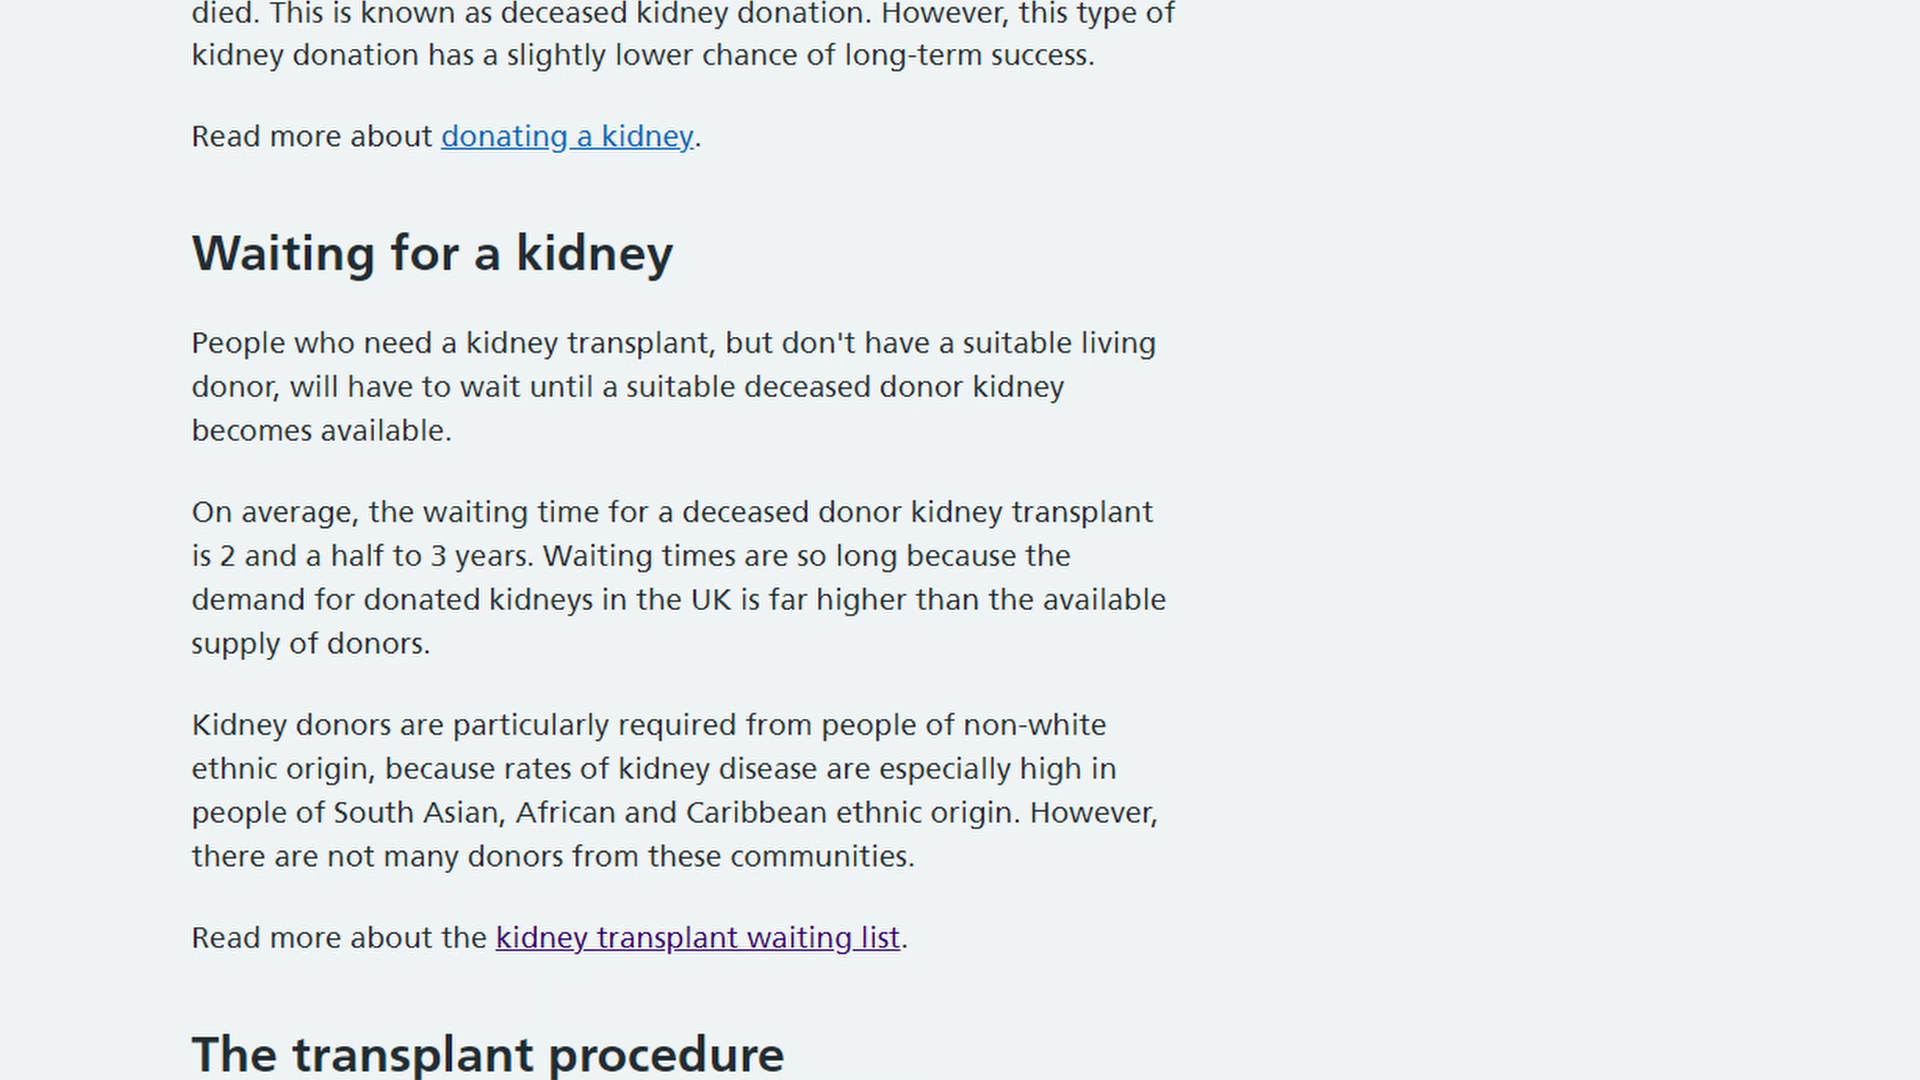 died. This is known as deceased kidney donation. However, this type of
kidney donation has a slightly lower chance of long-term success.
Read more about donating a kidney.
Waiting for a kidney
People who need a kidney transplant, but don't have a suitable living
donor, will have to wait until a suitable deceased donor kidney
becomes available.
On average, the waiting time for a deceased donor kidney transplant
is 2 and a half to 3 years. Waiting times are so long because the
demand for donated kidneys in the UK is far higher than the available
supply of donors.
Kidney donors are particularly required from people of non-white
ethnic origin, because rates of kidney disease are especially high in
people of South Asian, African and Caribbean ethnic origin. However,
there are not many donors from these communities.
Read more about the kidney transplant waiting list.
The transplant procedure